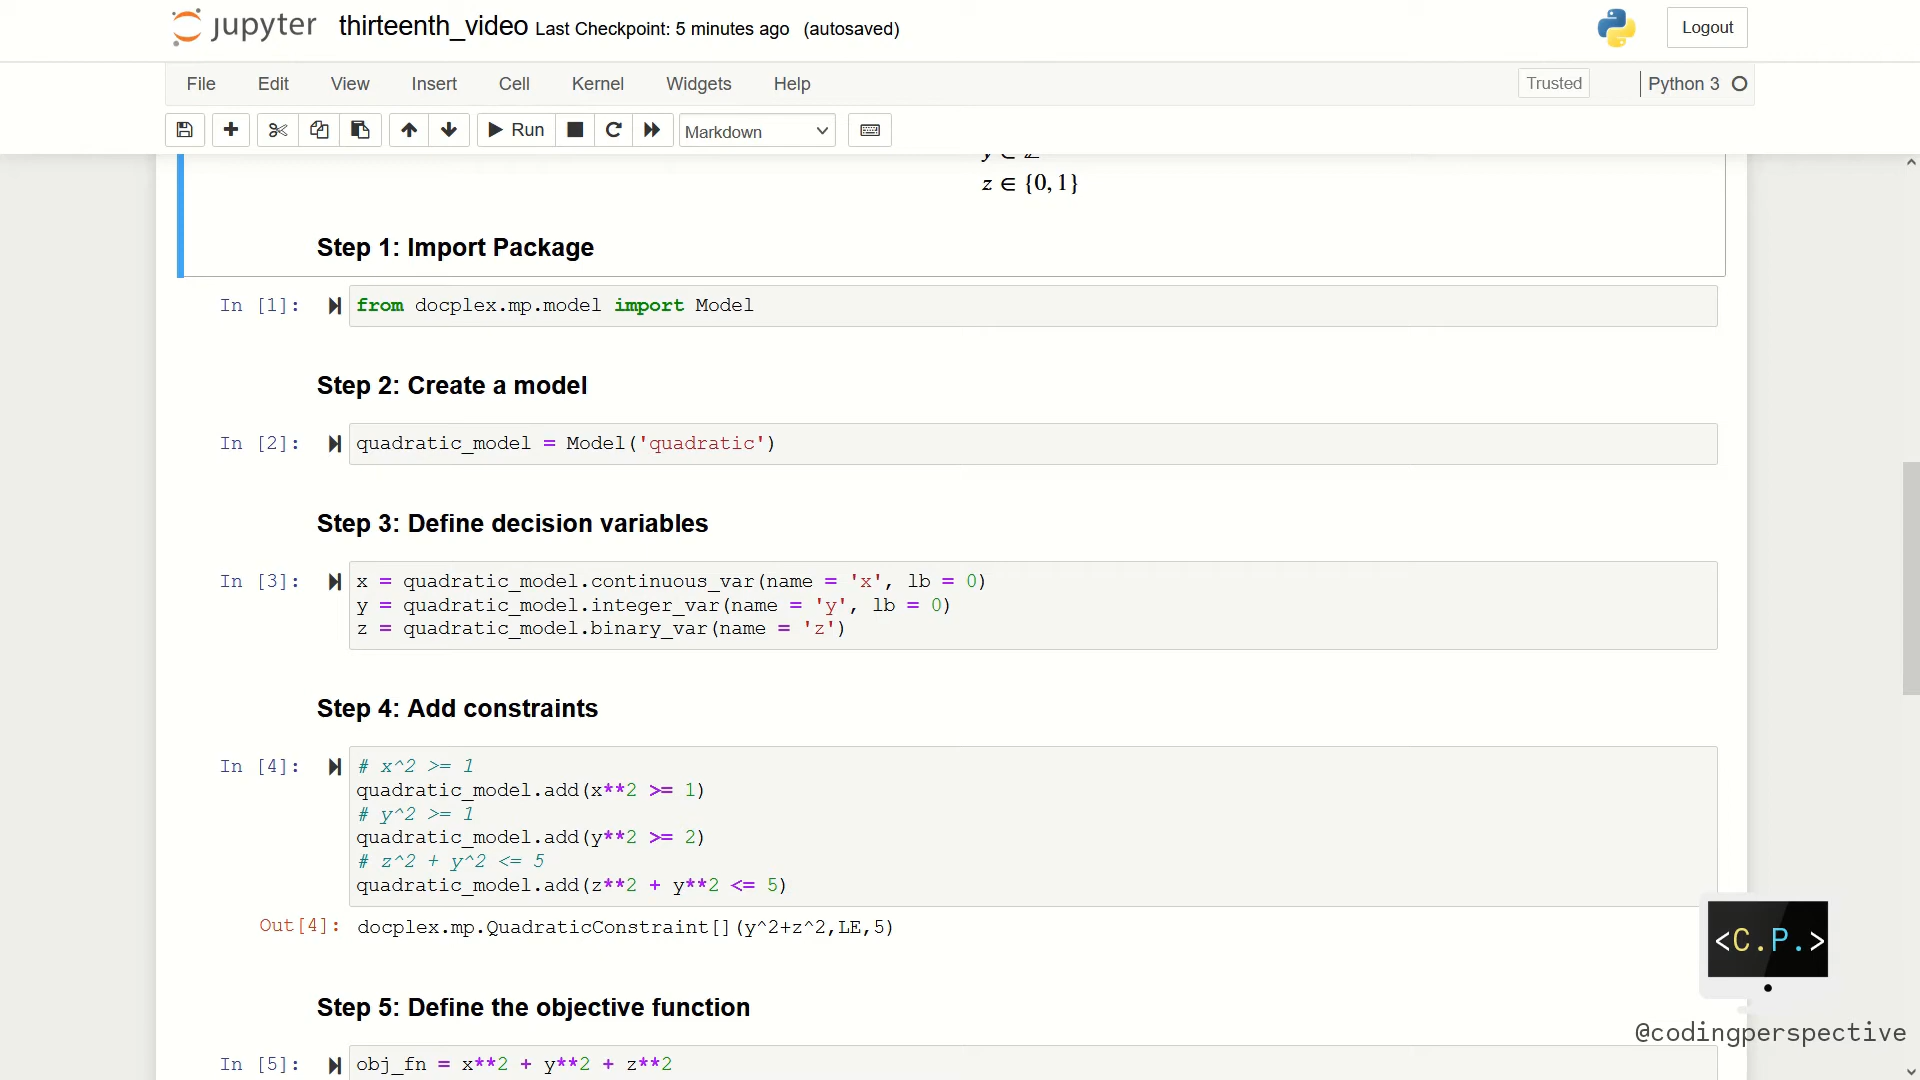 jupyter thirteenth_video Last Checkpoint: 5 minutes ago (autosaved)
Logout
File Edit View Insert Cell Kernel Widgets Help
Trusted
Python 3
Run
Markdown
z ∈ {0, 1}
Step 1: Import Package
In [1]: from docplex.mp.model import Model
Step 2: Create a model
In [2]: quadratic_model = Model('quadratic')
Step 3: Define decision variables
In [3]: x = quadratic_model.continuous_var(name = 'x', lb = 0)
y = quadratic_model.integer_var(name = 'y', lb = 0)
z = quadratic_model.binary_var(name = 'z')
Step 4: Add constraints
In [4]: # x^2 >= 1
quadratic_model.add(x**2 >= 1)
# y^2 >= 1
quadratic_model.add(y**2 >= 2)
# z^2 + y^2 <= 5
quadratic_model.add(z**2 + y**2 <= 5)
Out[4]: docplex.mp.QuadraticConstraint[](y^2+z^2,LE,5)
<C.P.>
Step 5: Define the objective function
@codingperspective
In [5]: obj_fn = x**2 + y**2 + z**2